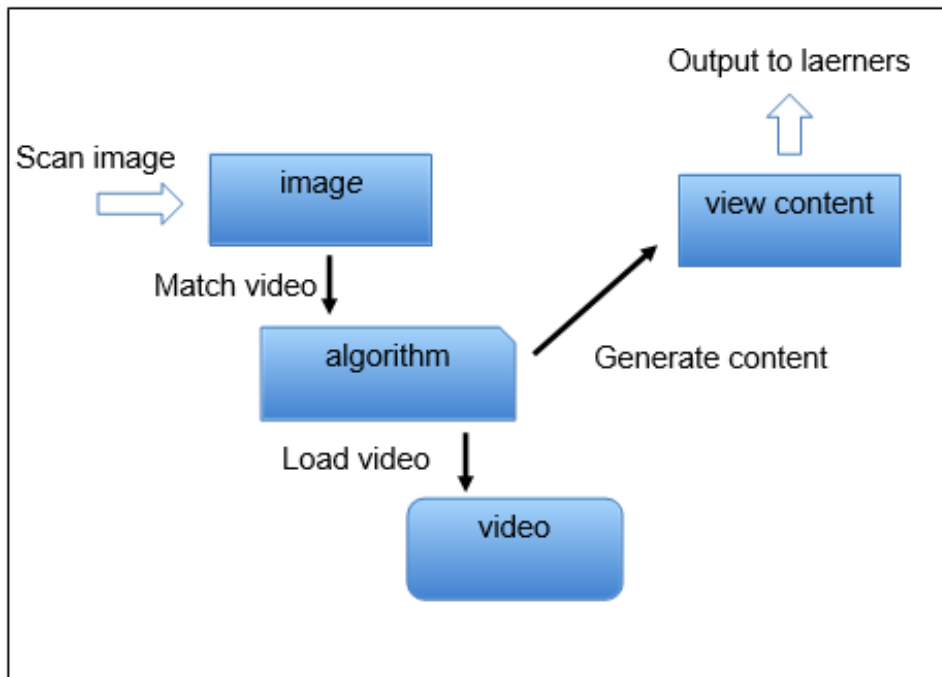 Output to laerners
Scan image
image
view content
Match video
algorithm
Generate content
Load video
video